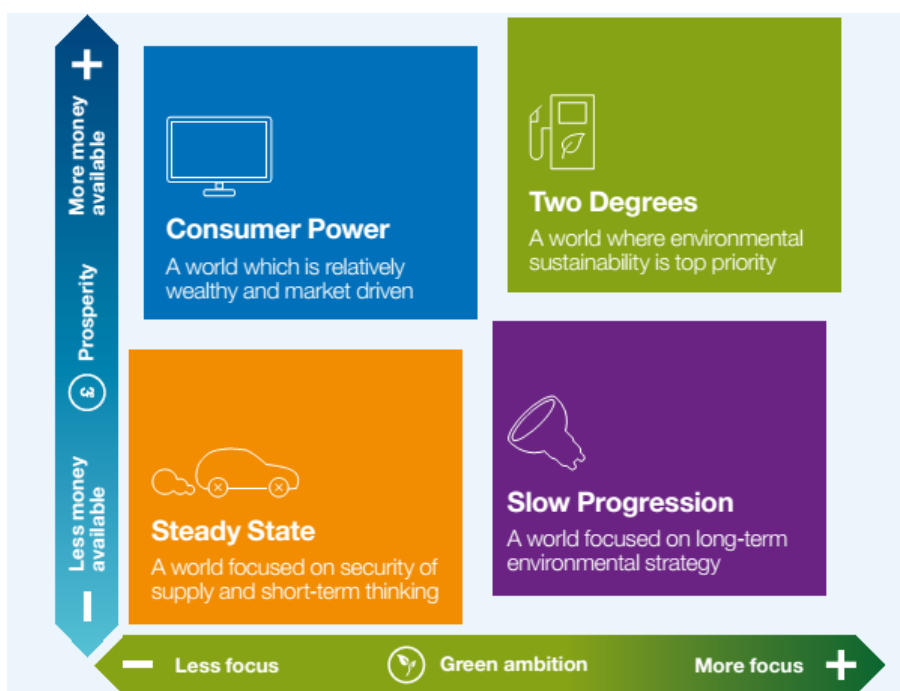 +
More money
available
Prosperity
£
Less money
available
−
Consumer Power
A world which is relatively
wealthy and market driven
Two Degrees
A world where environmental
sustainability is top priority
Steady State
A world focused on security of
supply and short-term thinking
Slow Progression
A world focused on long-term
environmental strategy
− Less focus
Green ambition
More focus +